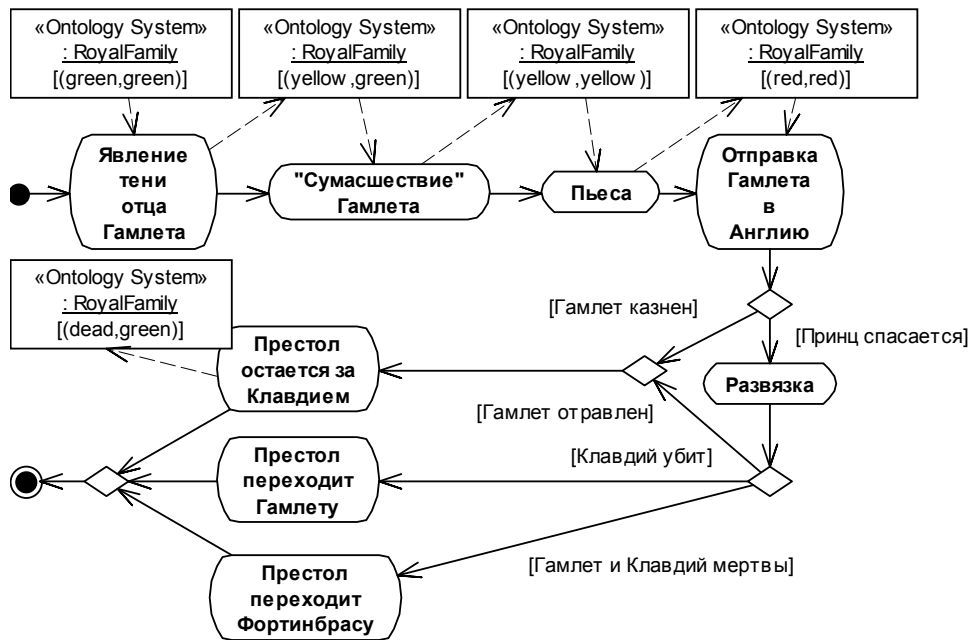 «Ontology System»
: RoyalFamily
[(green,green)]
«Ontology System»
: RoyalFamily
[(yellow ,green)]
«Ontology System»
: RoyalFamily
[(yellow ,yellow )]
«Ontology System»
: RoyalFamily
[(red,red)]
Явление
тени
отца
Гамлета
"Сумасшествие"
Гамлета
Пьеса
Отправка
Гамлета
в
Англию
«Ontology System»
: RoyalFamily
[(dead,green)]
[Гамлет казнен]
[Принц спасается]
Престол
остается за
Клавдием
Развязка
[Гамлет отравлен]
[Клавдий убит]
Престол
переходит
Гамлету
[Гамлет и Клавдий мертвы]
Престол
переходит
Фортинбрасу